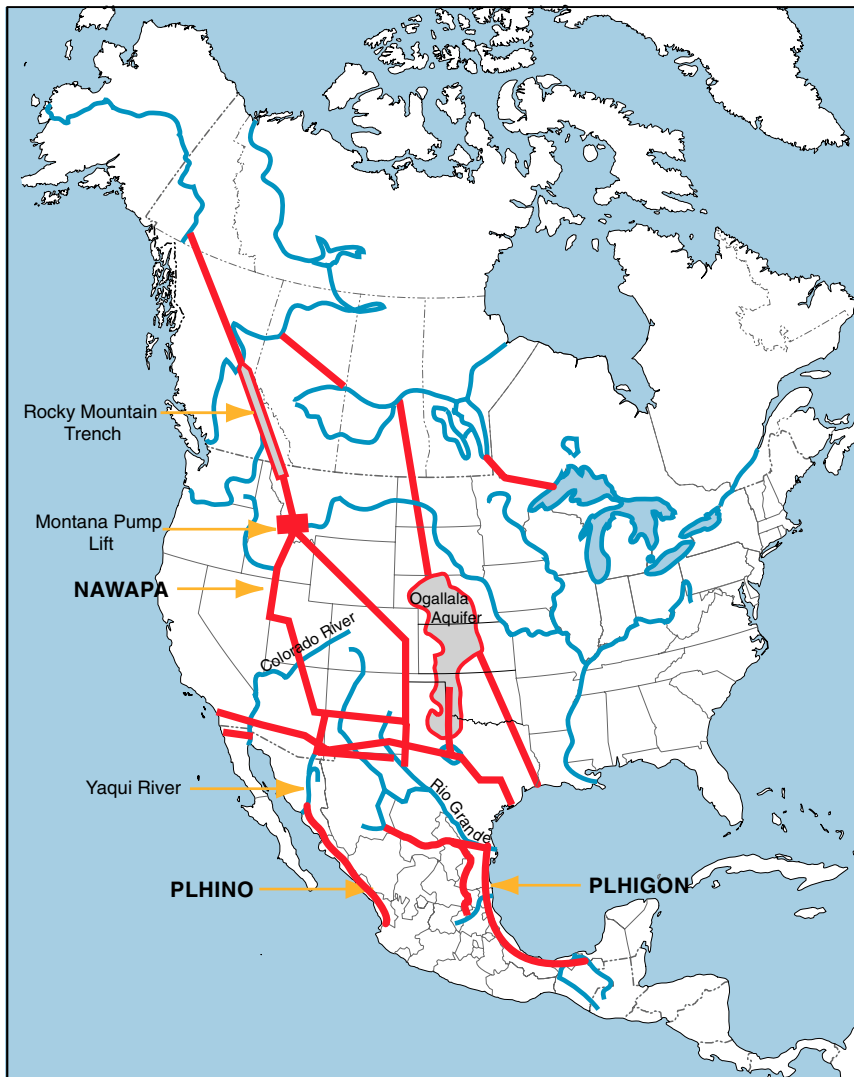 Rocky Mountain
Trench
Montana Pump
Lift
NAWAPA
Ogallala
Aquifer
Colorado River
Yaqui River
Rio Grande
PLHINO
PLHIGON